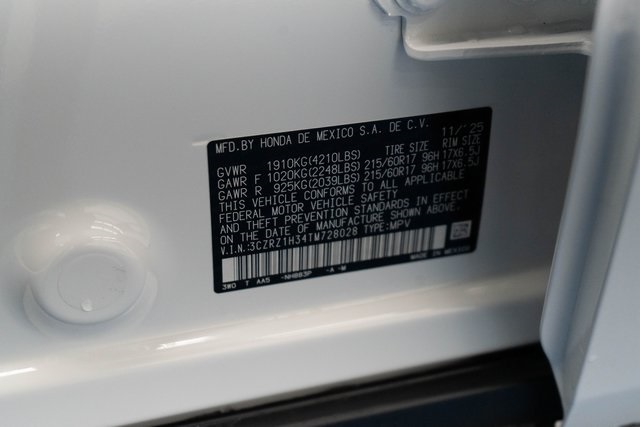 MFD.BY HONDA DE MEXICO S.A. DE C.V. 11/'25
TIRE SIZE RIM SIZE
GVWR 1910KG(4210LBS)
GAWR F 1020KG(2248LBS) 215/60R17 96H 17X6.5J
GAWR R 925KG(2039LBS) 215/60R17 96H 17X6.5J
THIS VEHICLE CONFORMS TO ALL APPLICABLE
FEDERAL MOTOR VEHICLE SAFETY
AND THEFT PREVENTION STANDARDS IN EFFECT
ON THE DATE OF MANUFACTURE SHOWN ABOVE.
V.I.N.:3CZRZ1H34TM728028 TYPE:MPV
3W0 T AA5 -NH883P -A -M MADE IN MEXICO